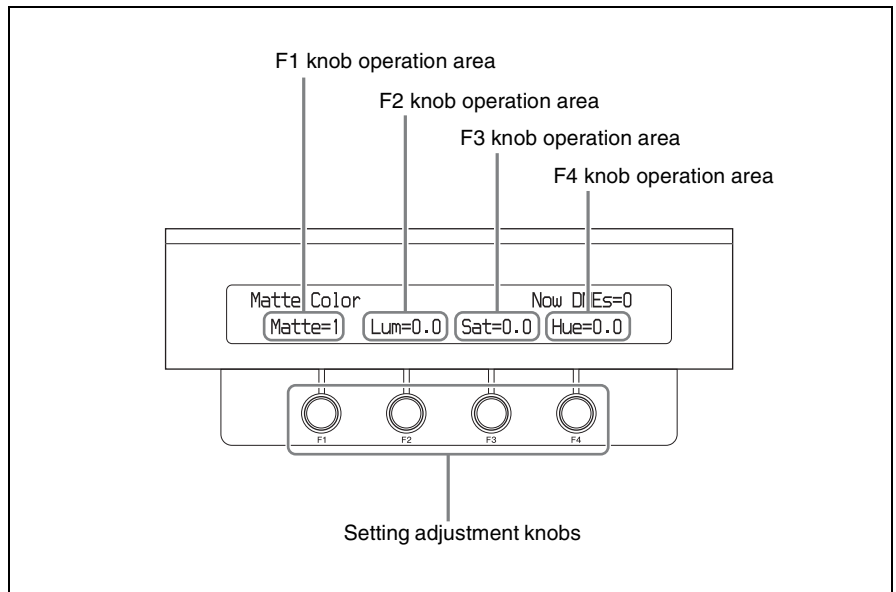 F1 knob operation area
F2 knob operation area
F3 knob operation area
F4 knob operation area
Matte Color Now DMEs=0
Matte=1 Lum=0.0 Sat=0.0 Hue=0.0
F1 F2 F3 F4
Setting adjustment knobs